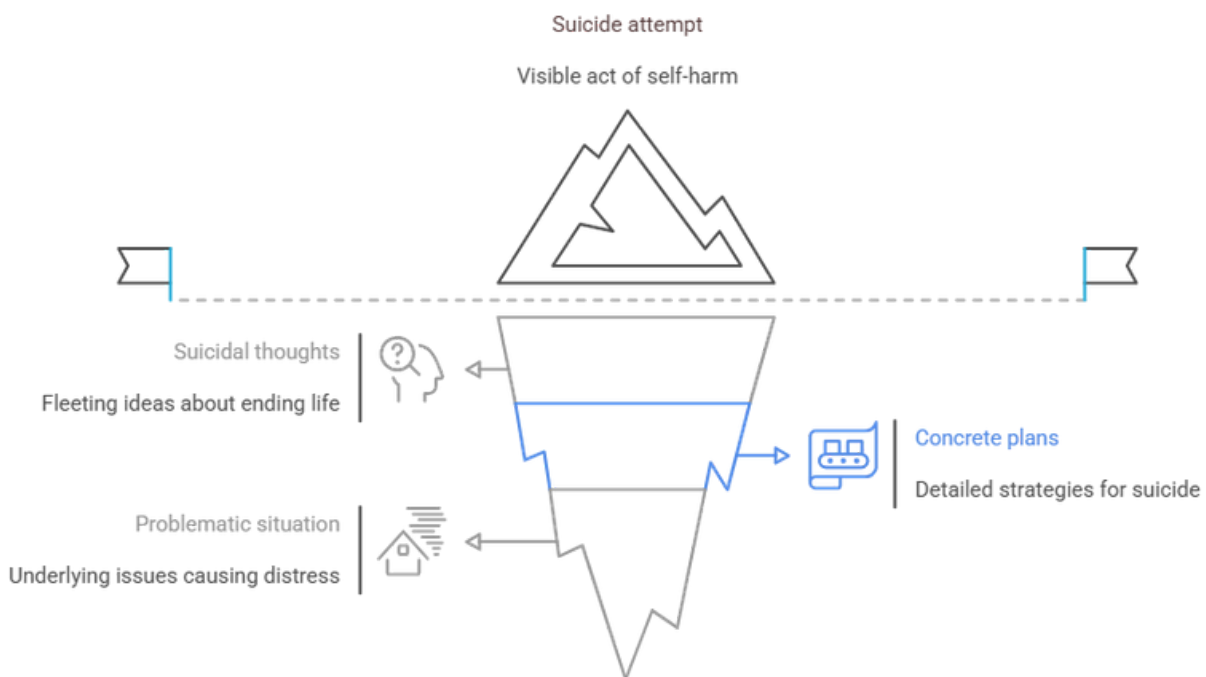 Suicide attempt
Visible act of self-harm
Suicidal thoughts
Fleeting ideas about ending life
Concrete plans
Detailed strategies for suicide
Problematic situation
Underlying issues causing distress